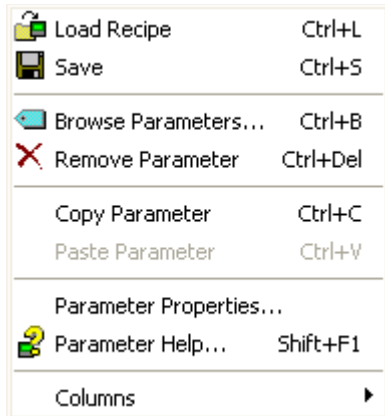 Load Recipe Ctrl+L
Save Ctrl+S
Browse Parameters... Ctrl+B
Remove Parameter Ctrl+Del
Copy Parameter Ctrl+C
Paste Parameter Ctrl+V
Parameter Properties...
Parameter Help... Shift+F1
Columns